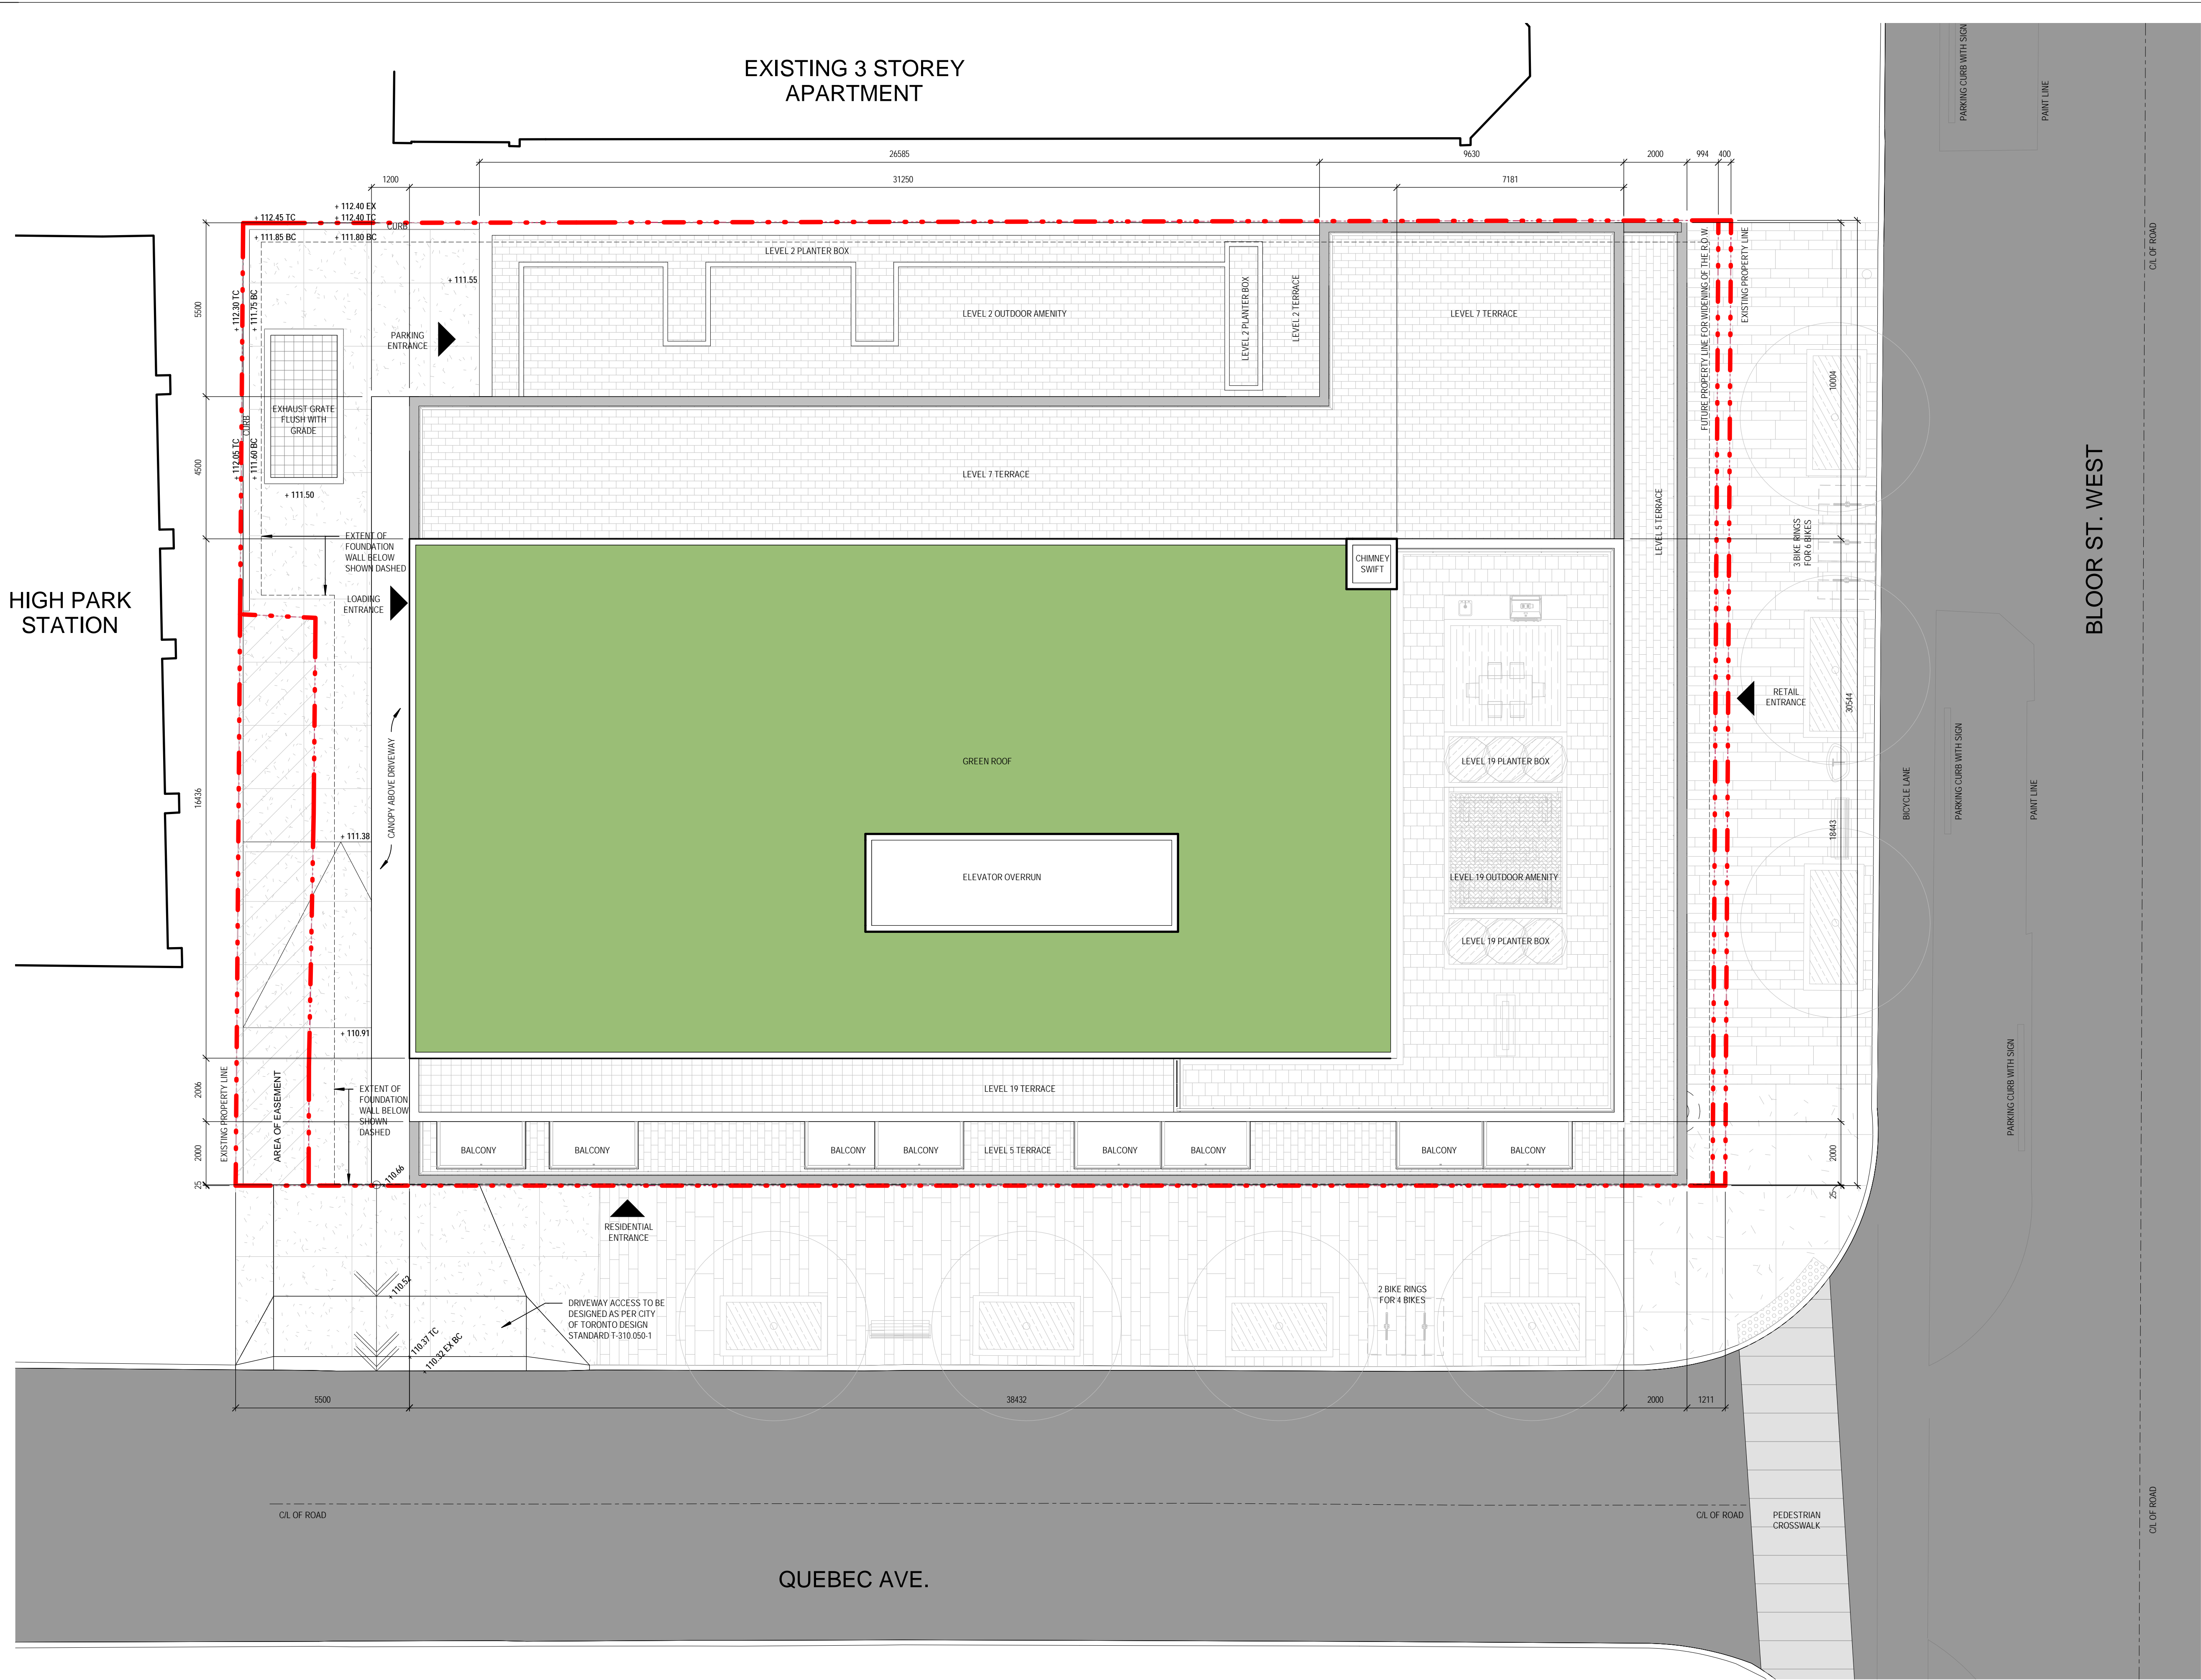 EXISTING 3 STOREY
APARTMENT
PARKING CURB WITH SIGN
PAINT LINE
26585
9630
2000
994
400
1200
31250
7181
+ 112.40 EX
+ 112.45 TC
+ 112.40 TC
CURB
+ 111.85 BC
+ 111.80 BC
LEVEL 2 PLANTER BOX
+ 111.55
5500
+ 112.30 TC
+ 111.75 BC
PARKING
ENTRANCE
LEVEL 2 OUTDOOR AMENITY
LEVEL 2 PLANTER BOX
LEVEL 2 TERRACE
LEVEL 7 TERRACE
FUTURE PROPERTY LINE FOR WIDENING OF THE R.O.W.
EXISTING PROPERTY LINE
C/L OF ROAD
10004
EXHAUST GRATE
FLUSH WITH
GRADE
CURB
4500
+ 112.05 TC
+ 111.60 BC
+ 111.50
LEVEL 7 TERRACE
LEVEL 5 TERRACE
3 BIKE RINGS
FOR 6 BIKES
BLOOR ST. WEST
EXTENT OF
FOUNDATION
WALL BELOW
SHOWN DASHED
CHIMNEY
SWIFT
HIGH PARK
STATION
LOADING
ENTRANCE
RETAIL
ENTRANCE
30544
CANOPY ABOVE DRIVEWAY
GREEN ROOF
LEVEL 19 PLANTER BOX
16436
BICYCLE LANE
PARKING CURB WITH SIGN
PAINT LINE
+ 111.38
18443
ELEVATOR OVERRUN
LEVEL 19 OUTDOOR AMENITY
LEVEL 19 PLANTER BOX
+ 110.91
PARKING CURB WITH SIGN
2006
EXISTING PROPERTY LINE
AREA OF EASEMENT
EXTENT OF
FOUNDATION
WALL BELOW
SHOWN
DASHED
LEVEL 19 TERRACE
2000
BALCONY
BALCONY
BALCONY
BALCONY
LEVEL 5 TERRACE
BALCONY
BALCONY
BALCONY
BALCONY
2000
25
+ 110.66
25
RESIDENTIAL
ENTRANCE
+ 110.52
DRIVEWAY ACCESS TO BE
DESIGNED AS PER CITY
OF TORONTO DESIGN
STANDARD T-310.050-1
2 BIKE RINGS
FOR 4 BIKES
+ 110.37 TC
+ 110.32 EX BC
5500
38432
2000
1211
C/L OF ROAD
C/L OF ROAD
PEDESTRIAN
CROSSWALK
C/L OF ROAD
QUEBEC AVE.